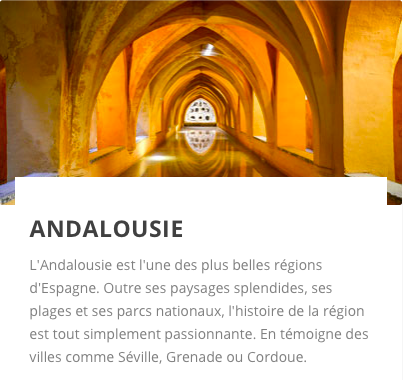 ANDALOUSIE
L'Andalousie est l'une des plus belles régions
d'Espagne. Outre ses paysages splendides, ses
plages et ses parcs nationaux, l'histoire de la région
est tout simplement passionnante. En témoigne des
villes comme Séville, Grenade ou Cordoue.